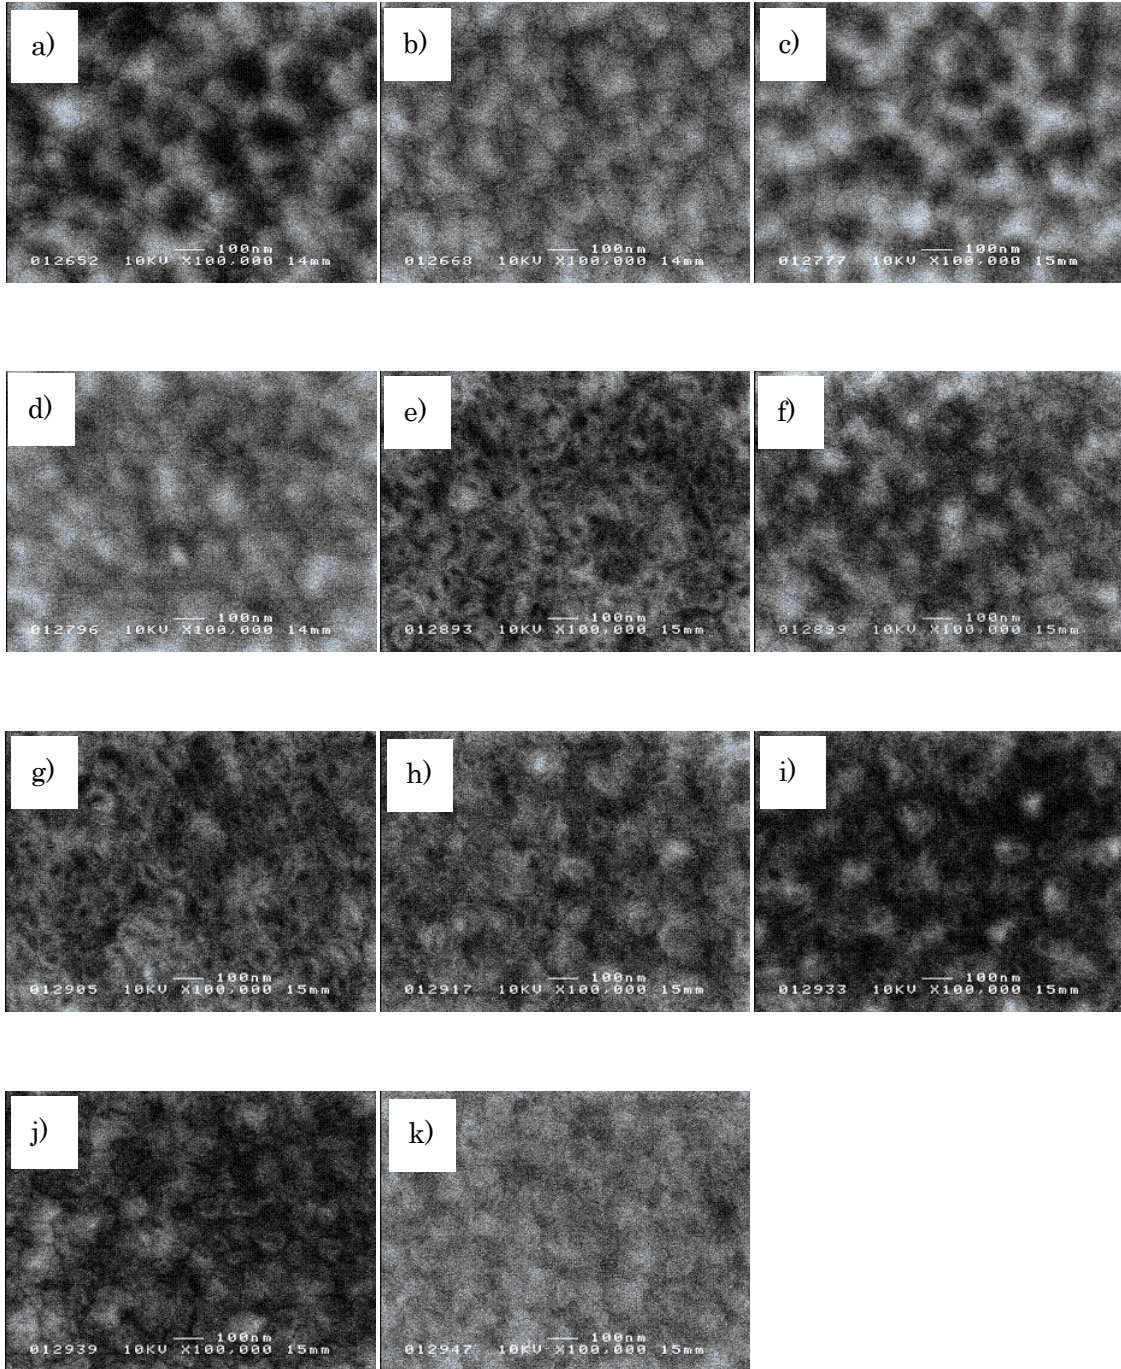 a)
100nm
012652 10KV X100,000 14mm
b)
100nm
012668 10KV X100,000 14mm
c)
100nm
012777 10KV X100,000 15mm
d)
100nm
012796 10KV X100,000 14mm
e)
100nm
012893 10KV X100,000 15mm
f)
100nm
012899 10KV X100,000 15mm
g)
100nm
012905 10KV X100,000 15mm
h)
100nm
012917 10KV X100,000 15mm
i)
100nm
012933 10KV X100,000 15mm
j)
100nm
012939 10KV X100,000 15mm
k)
100nm
012947 10KV X100,000 15mm